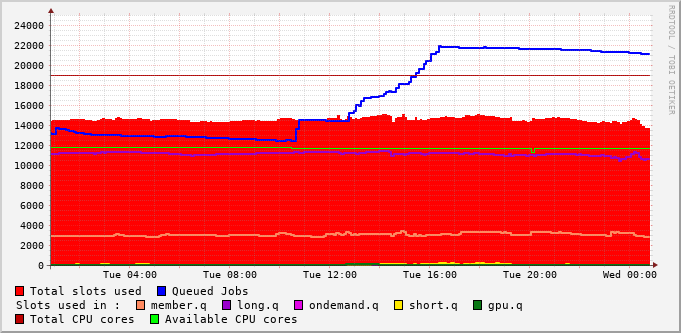 RRDTOOL / TOBI OETIKER
24000
22000
20000
18000
16000
14000
12000
10000
8000
6000
4000
2000
0
Tue 04:00 Tue 08:00 Tue 12:00 Tue 16:00 Tue 20:00 Wed 00:00
Total slots used Queued Jobs
Slots used in : member.q long.q ondemand.q short.q gpu.q
Total CPU cores Available CPU cores